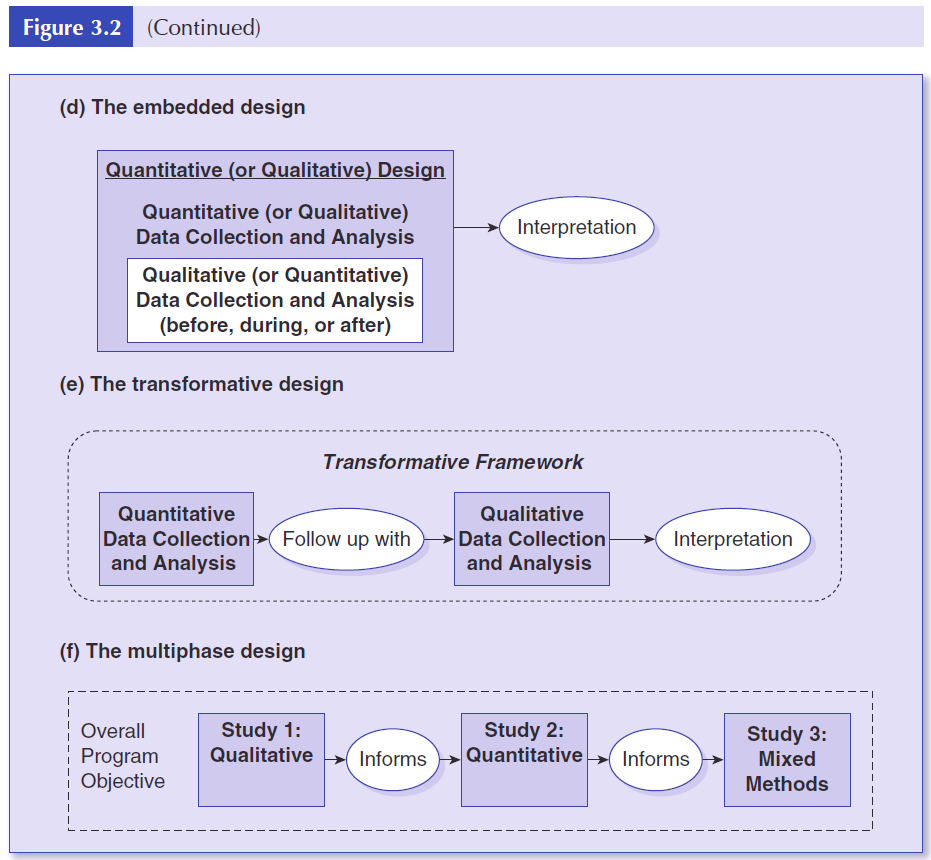 Figure 3.2 (Continued)
(d) The embedded design
Quantitative (or Qualitative) Design
Quantitative (or Qualitative)
Data Collection and Analysis
Qualitative (or Quantitative)
Data Collection and Analysis
(before, during, or after)
Interpretation
(e) The transformative design
Transformative Framework
Quantitative
Data Collection
and Analysis
Follow up with
Qualitative
Data Collection
and Analysis
Interpretation
(f) The multiphase design
Overall
Program
Objective
Study 1:
Qualitative
Informs
Study 2:
Quantitative
Informs
Study 3:
Mixed
Methods